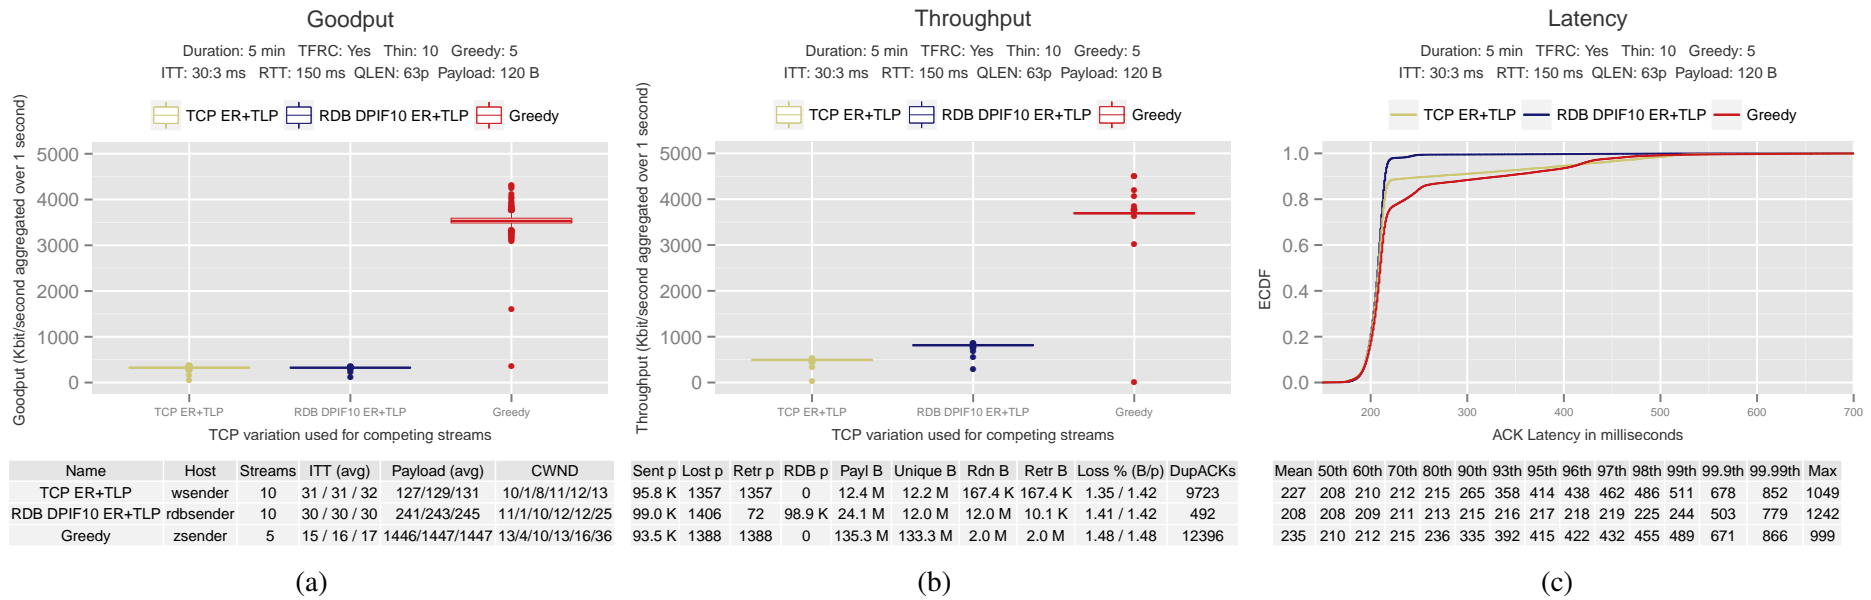 Goodput
Duration: 5 min TFRC: Yes Thin: 10 Greedy: 5
ITT: 30:3 ms RTT: 150 ms QLEN: 63p Payload: 120 B
TCP ER+TLP RDB DPIF10 ER+TLP Greedy
Goodput (Kbit/second aggregated over 1 second)
5000
4000
3000
2000
1000
0
TCP ER+TLP RDB DPIF10 ER+TLP Greedy
TCP variation used for competing streams
Name Host Streams ITT (avg) Payload (avg) CWND
TCP ER+TLP wsender 10 31 / 31 / 32 127/129/131 10/1/8/11/12/13
RDB DPIF10 ER+TLP rdbsender 10 30 / 30 / 30 241/243/245 11/1/10/12/12/25
Greedy zsender 5 15 / 16 / 17 1446/1447/1447 13/4/10/13/16/36
(a)
Throughput
Duration: 5 min TFRC: Yes Thin: 10 Greedy: 5
ITT: 30:3 ms RTT: 150 ms QLEN: 63p Payload: 120 B
TCP ER+TLP RDB DPIF10 ER+TLP Greedy
Throughput (Kbit/second aggregated over 1 second)
5000
4000
3000
2000
1000
0
TCP ER+TLP RDB DPIF10 ER+TLP Greedy
TCP variation used for competing streams
Sent p Lost p Retr p RDB p Payl B Unique B Rdn B Retr B Loss % (B/p) DupACKs
95.8 K 1357 1357 0 12.4 M 12.2 M 167.4 K 167.4 K 1.35 / 1.42 9723
99.0 K 1406 72 98.9 K 24.1 M 12.0 M 12.0 M 10.1 K 1.41 / 1.42 492
93.5 K 1388 1388 0 135.3 M 133.3 M 2.0 M 2.0 M 1.48 / 1.48 12396
(b)
Latency
Duration: 5 min TFRC: Yes Thin: 10 Greedy: 5
ITT: 30:3 ms RTT: 150 ms QLEN: 63p Payload: 120 B
TCP ER+TLP RDB DPIF10 ER+TLP Greedy
ECDF
1.0
0.8
0.6
0.4
0.2
0.0
200 300 400 500 600 700
ACK Latency in milliseconds
Mean 50th 60th 70th 80th 90th 93th 95th 96th 97th 98th 99th 99.9th 99.99th Max
227 208 210 212 215 265 358 414 438 462 486 511 678 852 1049
208 208 209 211 213 215 216 217 218 219 225 244 503 779 1242
235 210 212 215 236 335 392 415 422 432 455 489 671 866 999
(c)